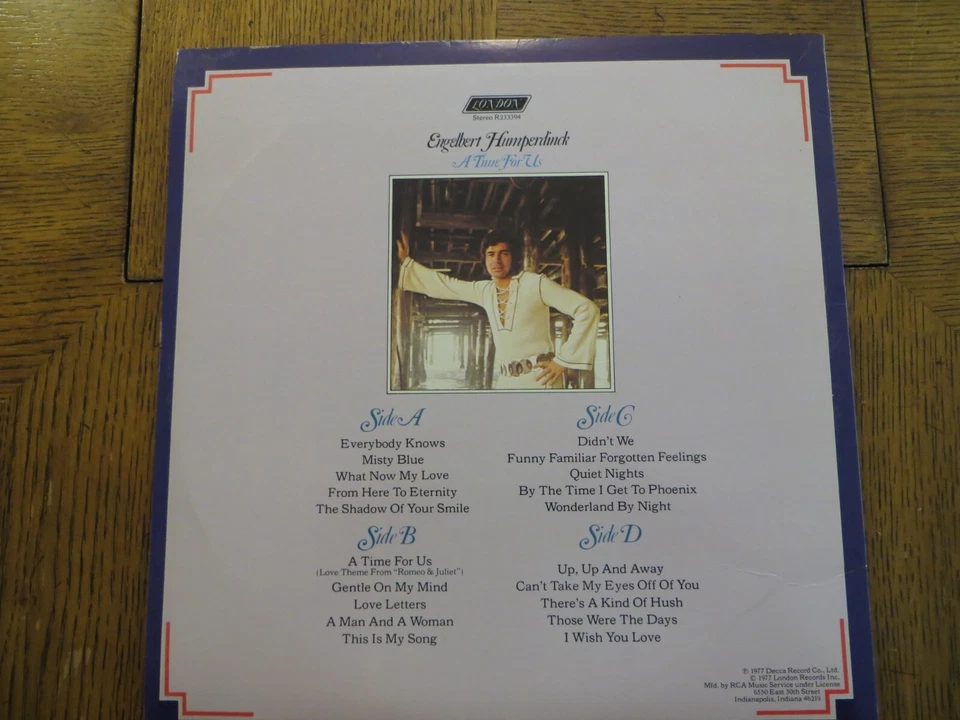 LONDON
Stereo R233394
Engelbert Humperdinck
A Time For Us
Side A
Everybody Knows
Misty Blue
What Now My Love
From Here To Eternity
The Shadow Of Your Smile
Side B
A Time For Us
(Love Theme From "Romeo & Juliet")
Gentle On My Mind
Love Letters
A Man And A Woman
This Is My Song
Side C
Didn't We
Funny Familiar Forgotten Feelings
Quiet Nights
By The Time I Get To Phoenix
Wonderland By Night
Side D
Up, Up And Away
Can't Take My Eyes Off Of You
There's A Kind Of Hush
Those Were The Days
I Wish You Love
℗ 1977 Decca Record Co., Ltd.
© 1977 London Records Inc.
Mfd. by RCA Music Service under License
6550 East 30th Street
Indianapolis, Indiana 46219